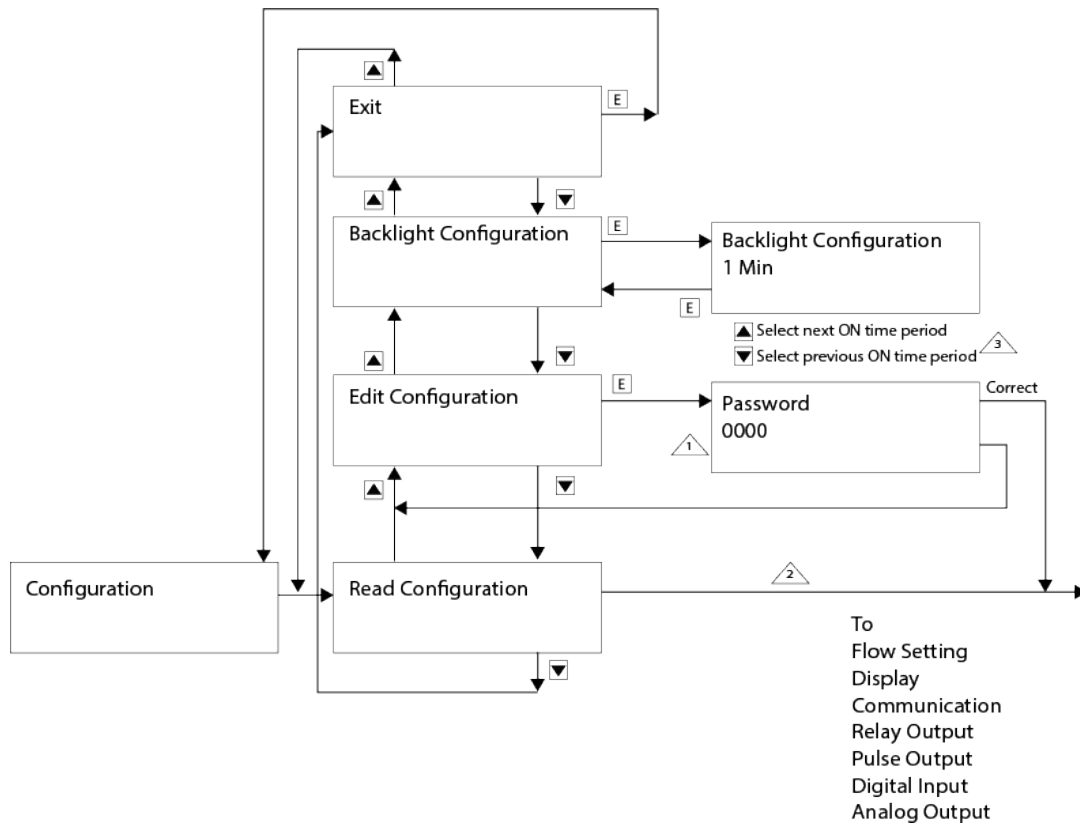 Exit
E
Backlight Configuration
E
Backlight Configuration
1 Min
E
Select next ON time period
Select previous ON time period
3
Edit Configuration
E
Password
0000
Correct
1
Configuration
Read Configuration
2
To
Flow Setting
Display
Communication
Relay Output
Pulse Output
Digital Input
Analog Output